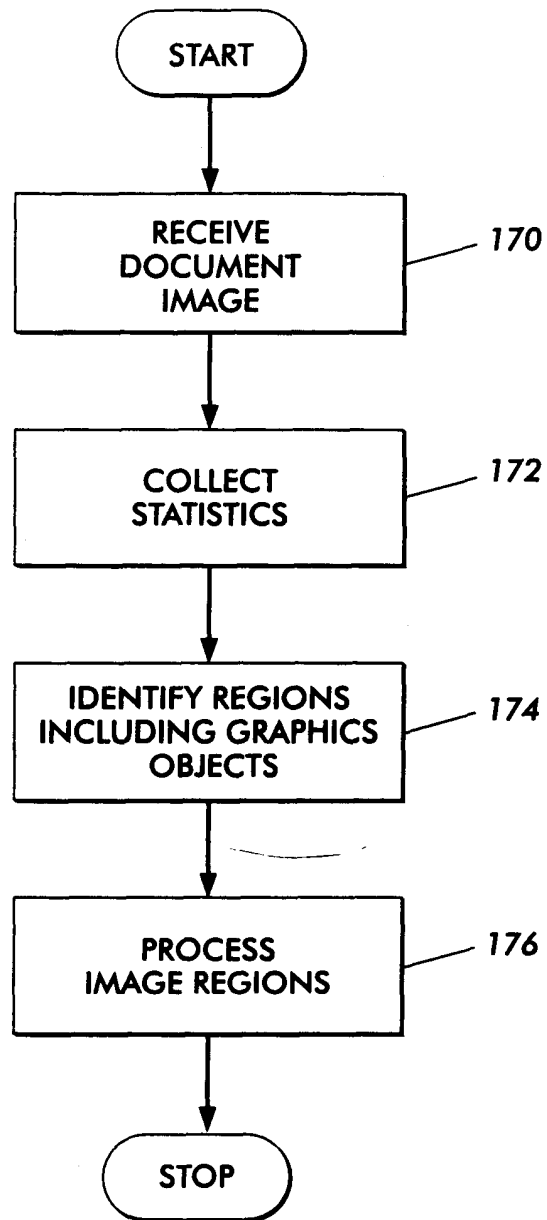 START
RECEIVE
DOCUMENT
IMAGE
170
COLLECT
STATISTICS
172
IDENTIFY REGIONS
INCLUDING GRAPHICS
OBJECTS
174
PROCESS
IMAGE REGIONS
176
STOP